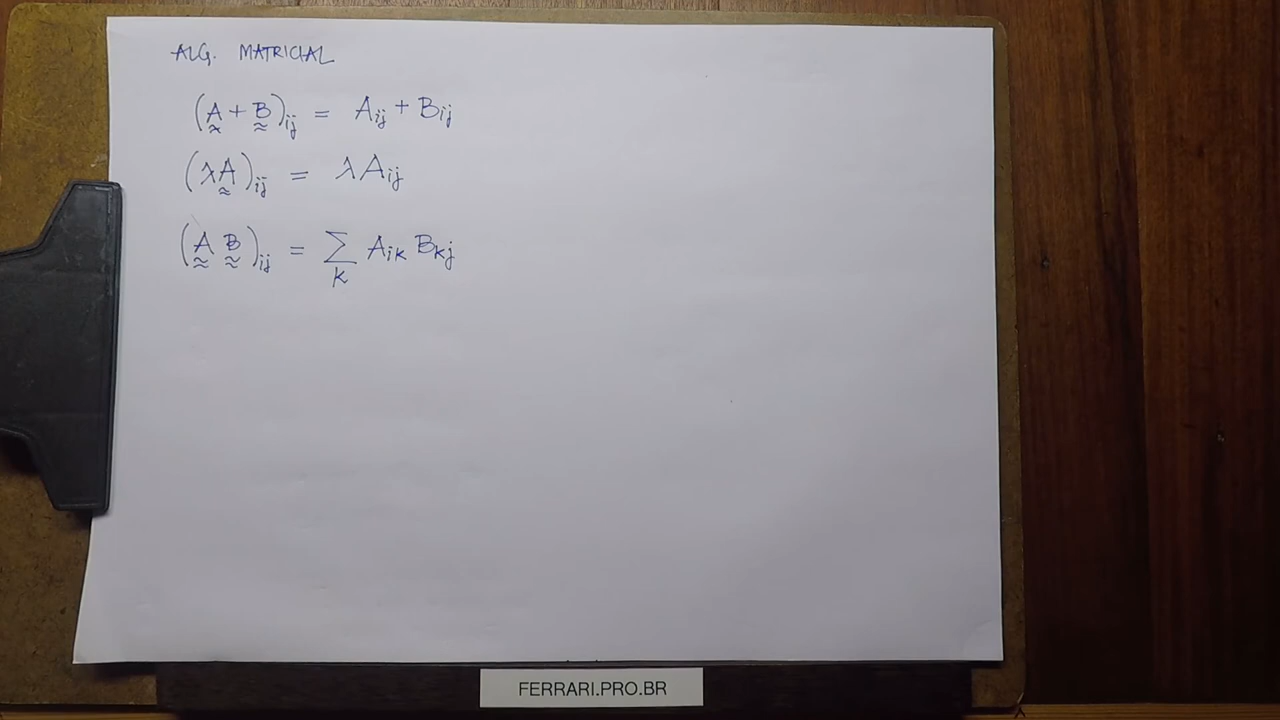 ALG. MATRICIAL
(A + B)ij = Aij + Bij
(λA)ij = λAij
(A B)ij = ∑k Aik Bkj
FERRARI.PRO.BR